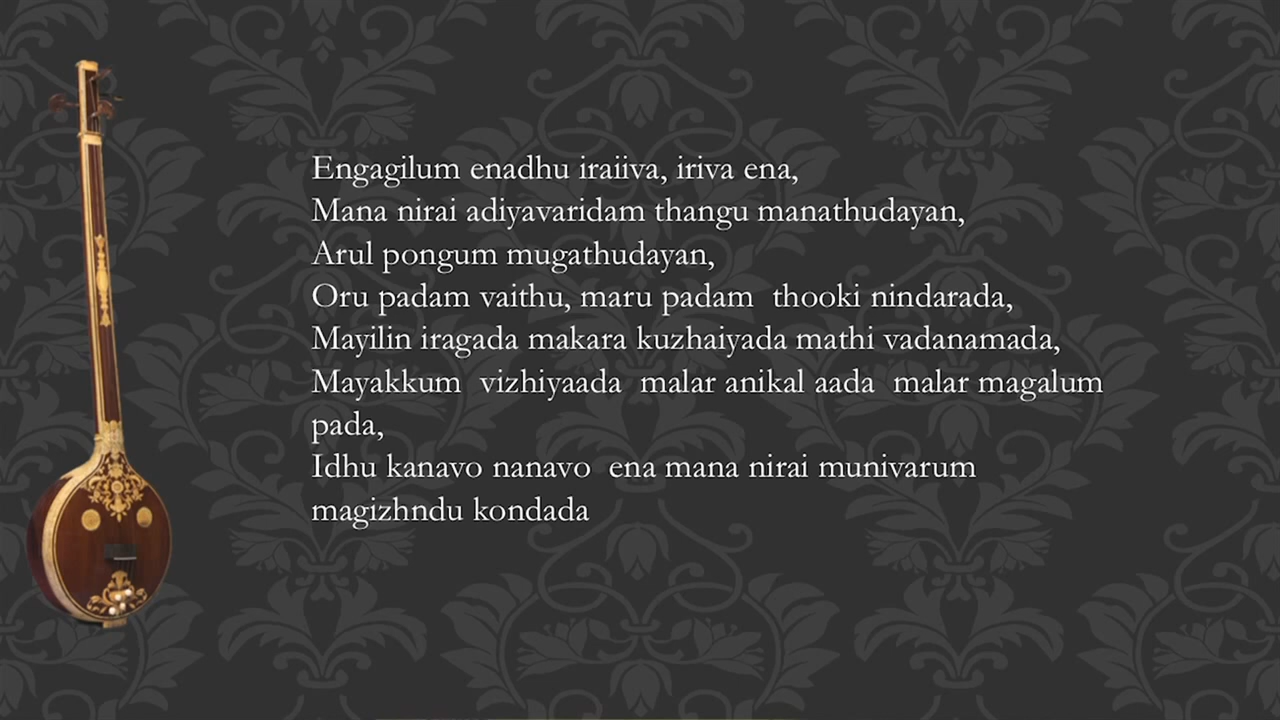 Engagilum enadhu iraiiva, iriva ena,
Mana nirai adiyavaridam thangu manathudayan,
Arul pongum mugathudayan,
Oru padam vaithu, maru padam  thooki nindarada,
Mayilin iragada makara kuzhaiyada mathi vadanamada,
Mayakkum  vizhiyaada  malar anikal aada  malar magalum
pada,
Idhu kanavo nanavo  ena mana nirai munivarum
magizhndu kondada